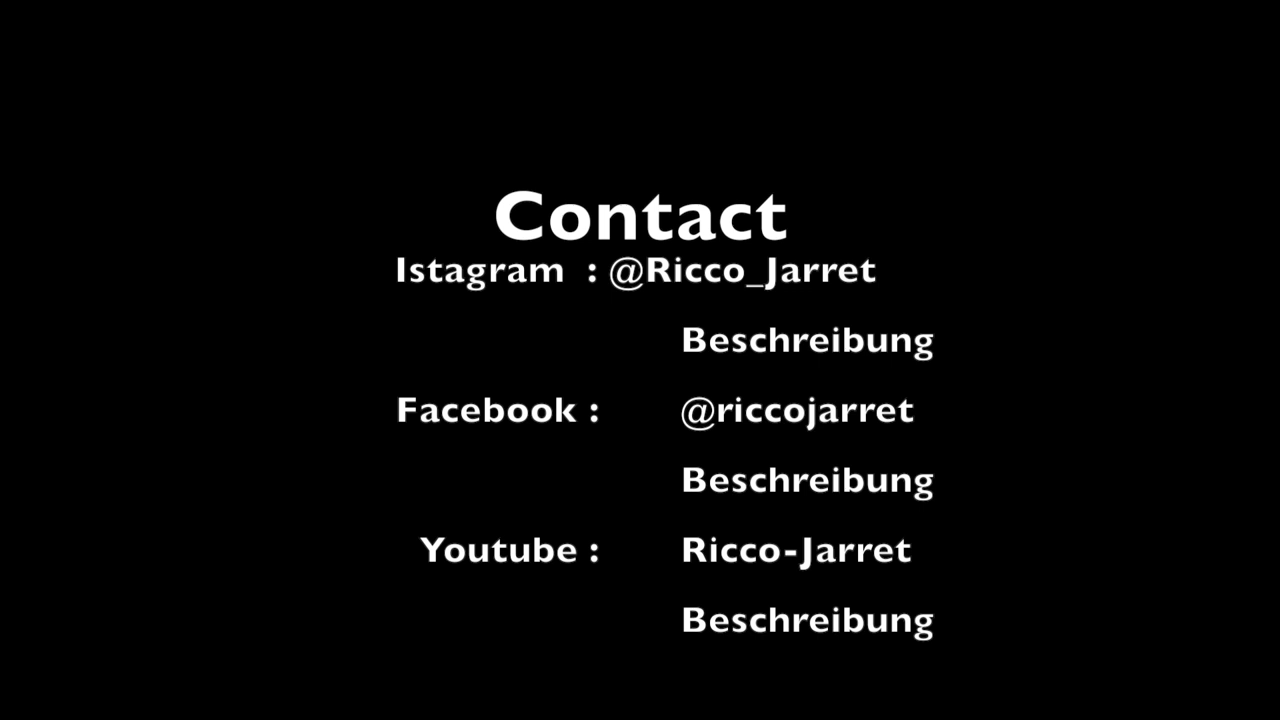 Contact
Istagram : @Ricco_Jarret
Beschreibung
Facebook : @riccojarret
Beschreibung
Youtube : Ricco-Jarret
Beschreibung